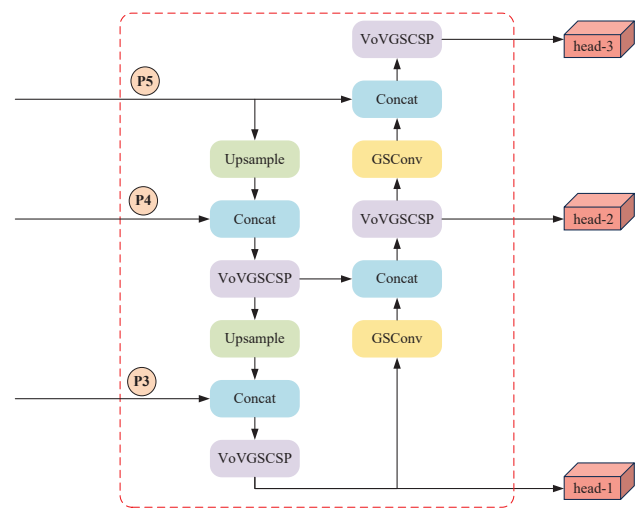 VoVGSCSP
head-3
P5
Concat
Upsample
GSConv
P4
Concat
VoVGSCSP
head-2
VoVGSCSP
Concat
Upsample
GSConv
P3
Concat
VoVGSCSP
head-1